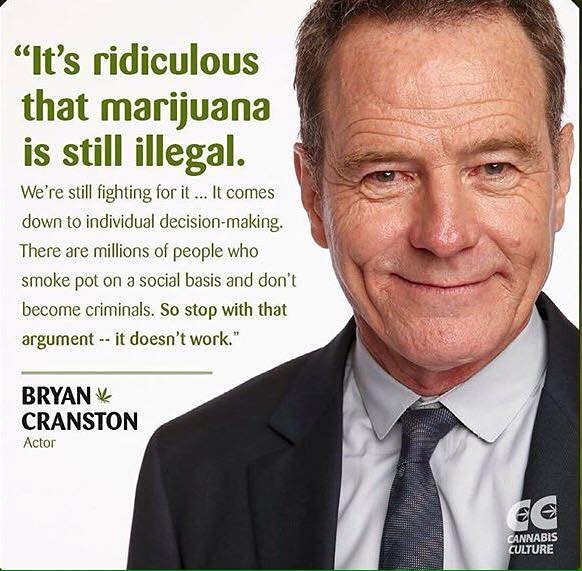 “It’s ridiculous
that marijuana
is still illegal.
We’re still fighting for it ... It comes
down to individual decision-making.
There are millions of people who
smoke pot on a social basis and don’t
become criminals. So stop with that
argument -- it doesn’t work.”
BRYAN
CRANSTON
Actor
CC
CANNABIS
CULTURE